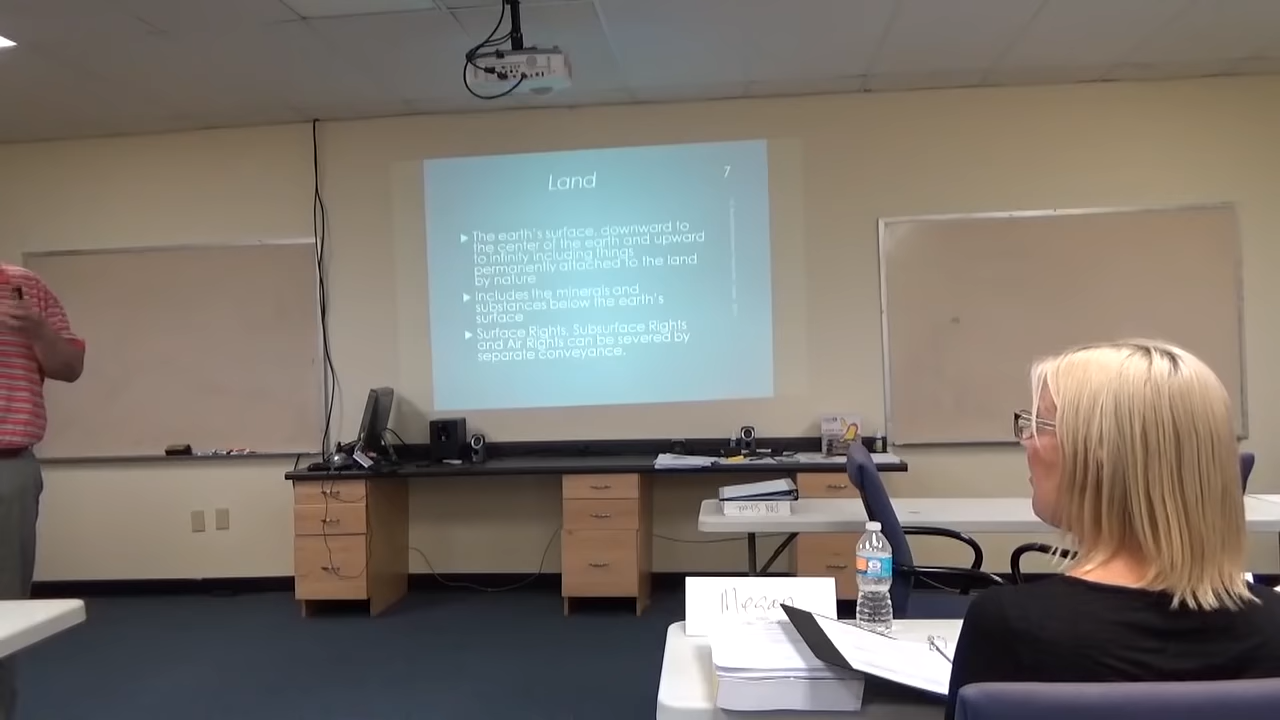 Land
7
The earth's surface, downward to
the center of the earth and upward
to infinity including things
permanently attached to the land
by nature
Includes the minerals and
substances below the earth's
surface
Surface Rights, Subsurface Rights
and Air Rights can be severed by
separate conveyance.
Megan